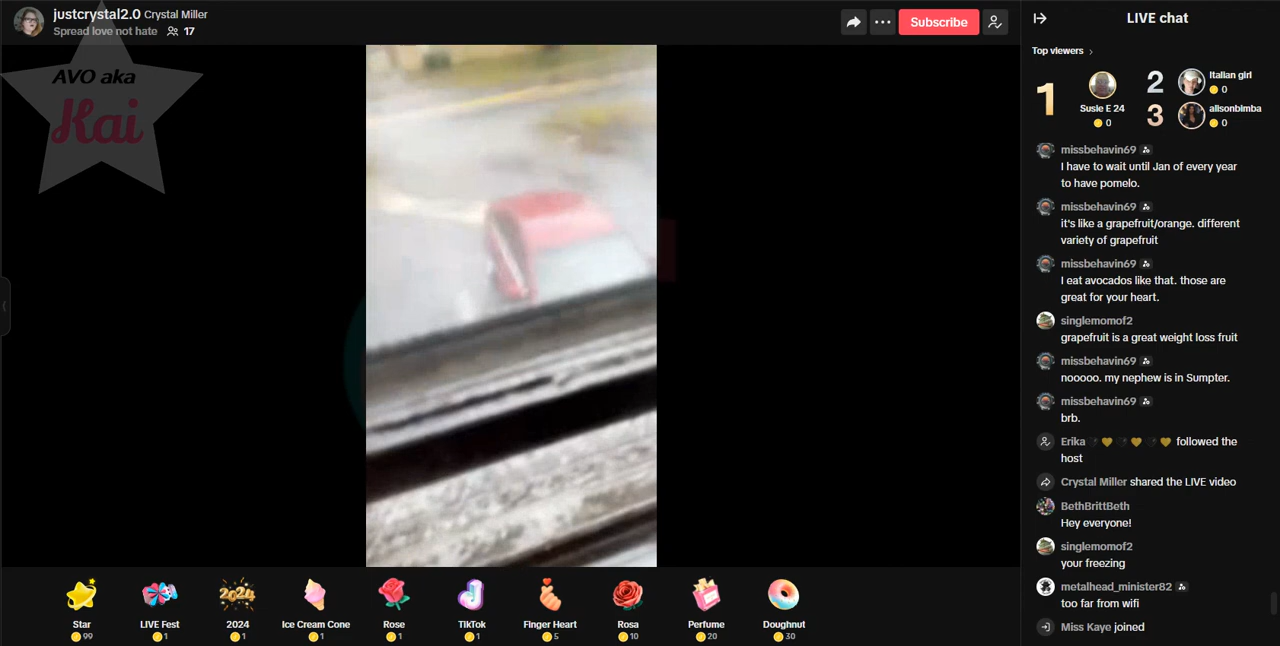 justcrystal2.0 Crystal Miller
Spread love not hate 17
Subscribe
AVO aka
Kai
LIVE chat
Top viewers
1
Susie E 24
0
2
Italian girl
0
3
alisonbimba
0
missbehavin69
I have to wait until Jan of every year
to have pomelo.
missbehavin69
it's like a grapefruit/orange. different
variety of grapefruit
missbehavin69
I eat avocados like that. those are
great for your heart.
singlemomof2
grapefruit is a great weight loss fruit
missbehavin69
nooooo. my nephew is in Sumpter.
missbehavin69
brb.
Erika followed the
host
Crystal Miller shared the LIVE video
BethBrittBeth
Hey everyone!
singlemomof2
your freezing
metalhead_minister82
too far from wifi
Miss Kaye joined
2024
Star
99
LIVE Fest
1
2024
1
Ice Cream Cone
1
Rose
1
TikTok
1
Finger Heart
5
Rosa
10
Perfume
20
Doughnut
30